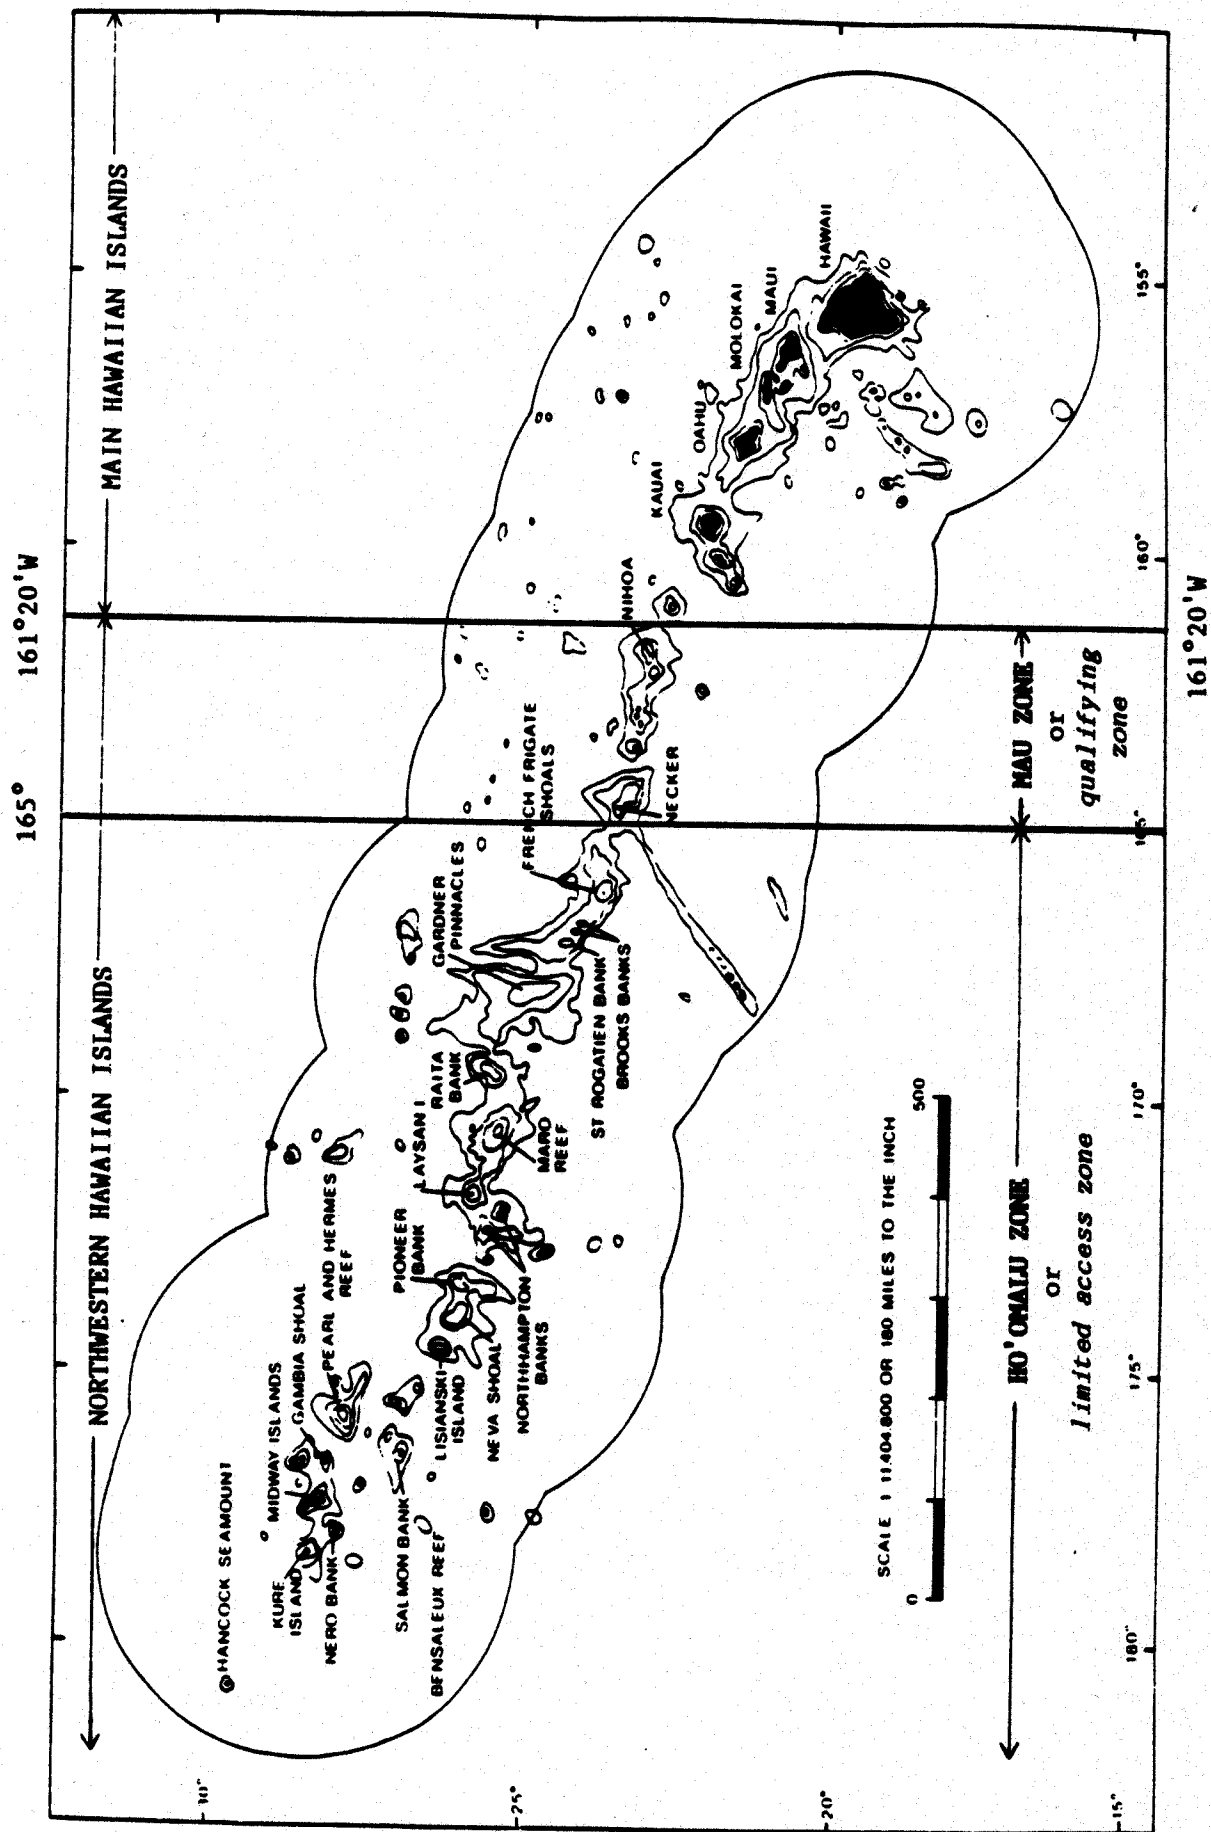 161°20'W
165°
MAIN HAWAIIAN ISLANDS
NORTHWESTERN HAWAIIAN ISLANDS
HANCOCK SEAMOUNT
KURE
ISLAND
MIDWAY ISLANDS
GAMBIA SHOAL
NERO BANK
PEARL AND HERMES
REEF
SALMON BANK
BENSALEUX REEF
LISIANSKI
ISLAND
PIONEER
BANK
NEVA SHOAL
NORTHHAMPTON
BANKS
LAYSAN I
MARO
REEF
RAITA
BANK
GARDNER
PINNACLES
ST ROGATIEN BANK
BROOKS BANKS
FRENCH FRIGATE
SHOALS
NECKER
NIHOA
KAUAI
OAHU
MOLOKAI
MAUI
HAWAII
SCALE 1 11.404.800 OR 180 MILES TO THE INCH
0
500
HO'OMALU ZONE
or
limited access zone
MAU ZONE
or
qualifying
zone
180°
175°
170°
165°
160°
155°
161°20'W
30°
25°
20°
15°